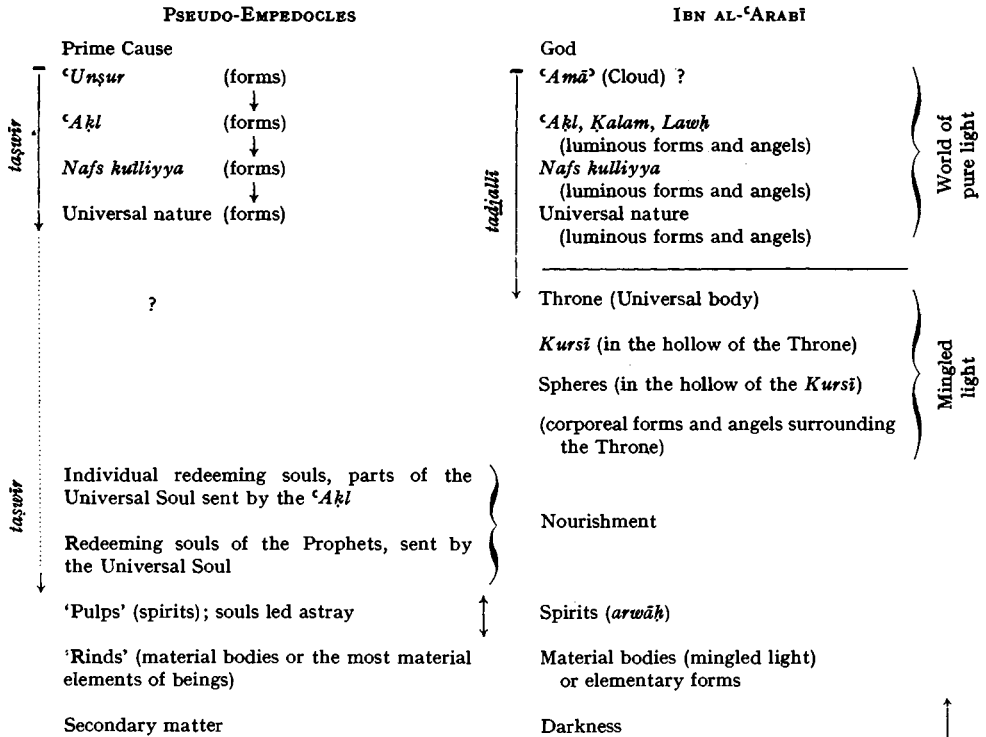 PSEUDO-EMPEDOCLES
Prime Cause
ʿUnṣur (forms)
ʿAḳl (forms)
Nafs kulliyya (forms)
Universal nature (forms)
taṣwīr
?
Individual redeeming souls, parts of the
Universal Soul sent by the ʿAḳl
Redeeming souls of the Prophets, sent by
the Universal Soul
taṣwīr
‘Pulps’ (spirits); souls led astray
‘Rinds’ (material bodies or the most material
elements of beings)
Secondary matter
IBN AL-ʿARABĪ
God
ʿAmāʾ (Cloud) ?
ʿAḳl, Ḳalam, Lawḥ
(luminous forms and angels)
Nafs kulliyya
(luminous forms and angels)
Universal nature
(luminous forms and angels)
tadjallī
World of
pure light
Throne (Universal body)
Kursī (in the hollow of the Throne)
Spheres (in the hollow of the Kursī)
(corporeal forms and angels surrounding
the Throne)
Mingled
light
Nourishment
Spirits (arwāḥ)
Material bodies (mingled light)
or elementary forms
Darkness